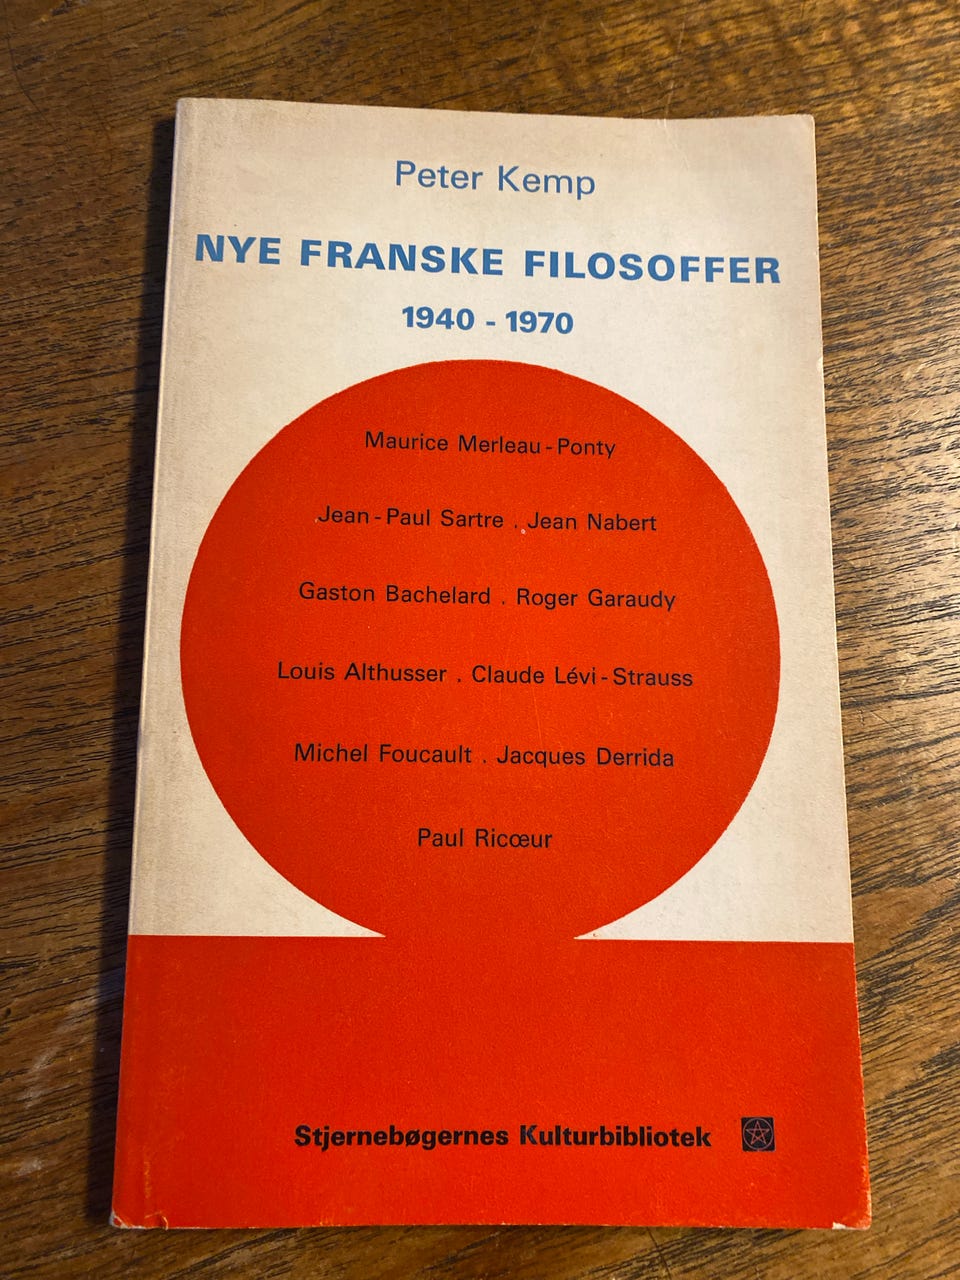 Peter Kemp
NYE FRANSKE FILOSOFFER
1940 - 1970
Maurice Merleau-Ponty
Jean-Paul Sartre . Jean Nabert
Gaston Bachelard . Roger Garaudy
Louis Althusser . Claude Lévi-Strauss
Michel Foucault . Jacques Derrida
Paul Ricœur
Stjernebøgernes Kulturbibliotek